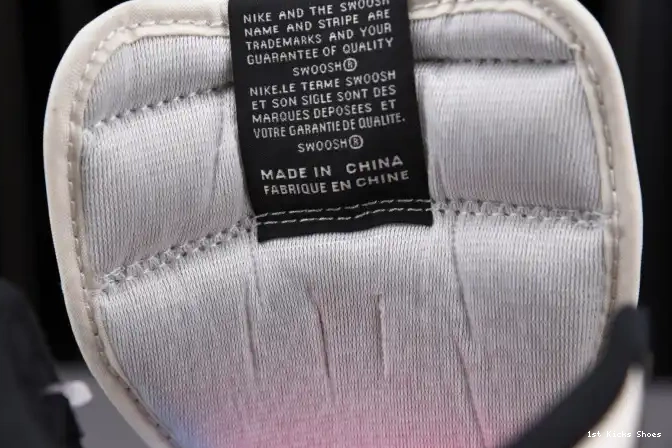 NIKE AND THE SWOOSH
NAME AND STRIPE ARE
TRADEMARKS AND YOUR
GUARANTEE OF QUALITY
SWOOSH®
NIKE.LE TERME SWOOSH
ET SON SIGLE SONT DES
MARQUES DEPOSEES ET
VOTRE GARANTIE DE QUALITE.
SWOOSH®
MADE IN CHINA
FABRIQUE EN CHINE
1st Kicks Shoes